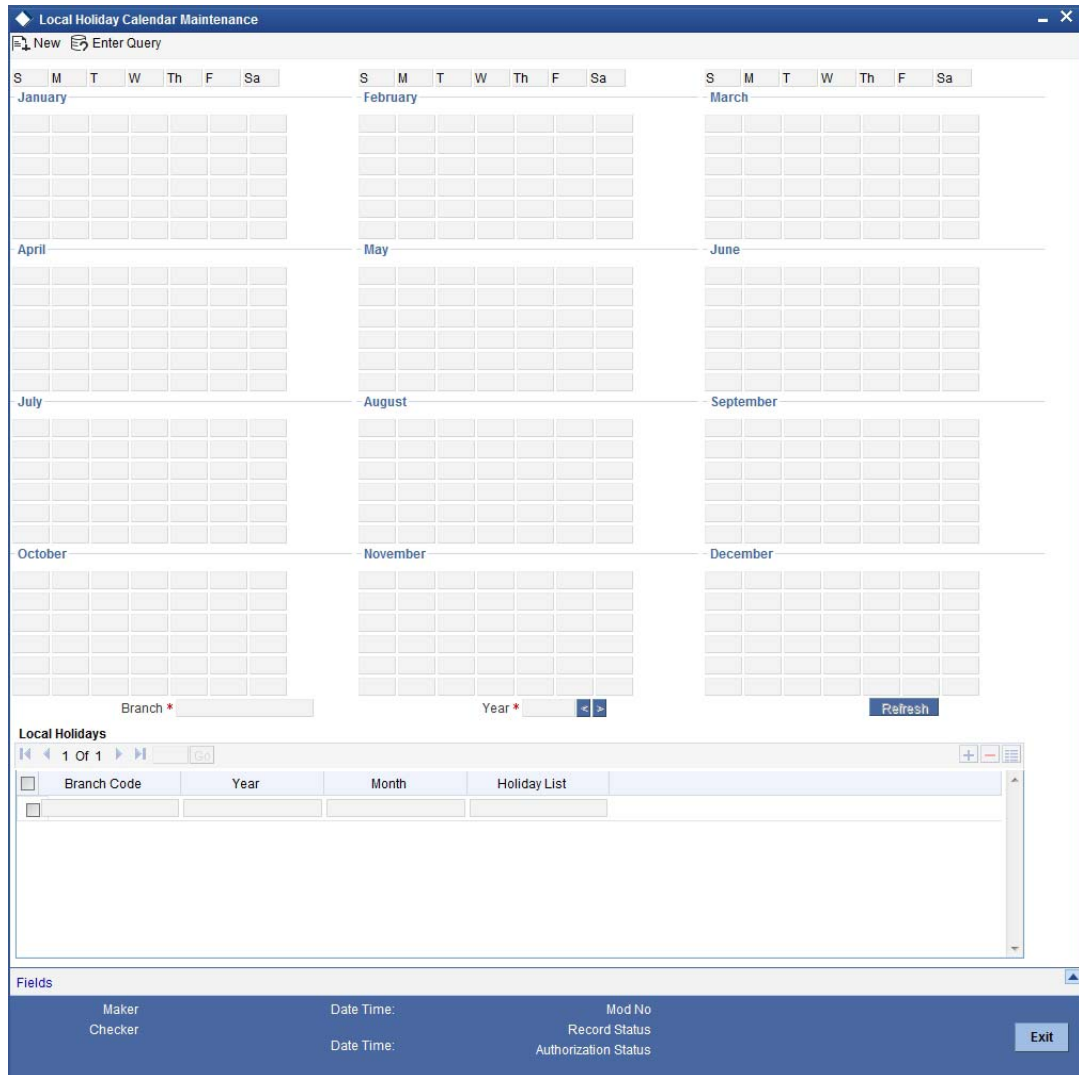 Local Holiday Calendar Maintenance
New Enter Query
S M T W Th F Sa S M T W Th F Sa S M T W Th F Sa
January February March
April May June
July August September
October November December
Branch * Year * < > Refresh
Local Holidays
1 Of 1 Go
Branch Code Year Month Holiday List
Fields
Maker Date Time: Mod No
Checker Record Status
Date Time: Authorization Status
Exit